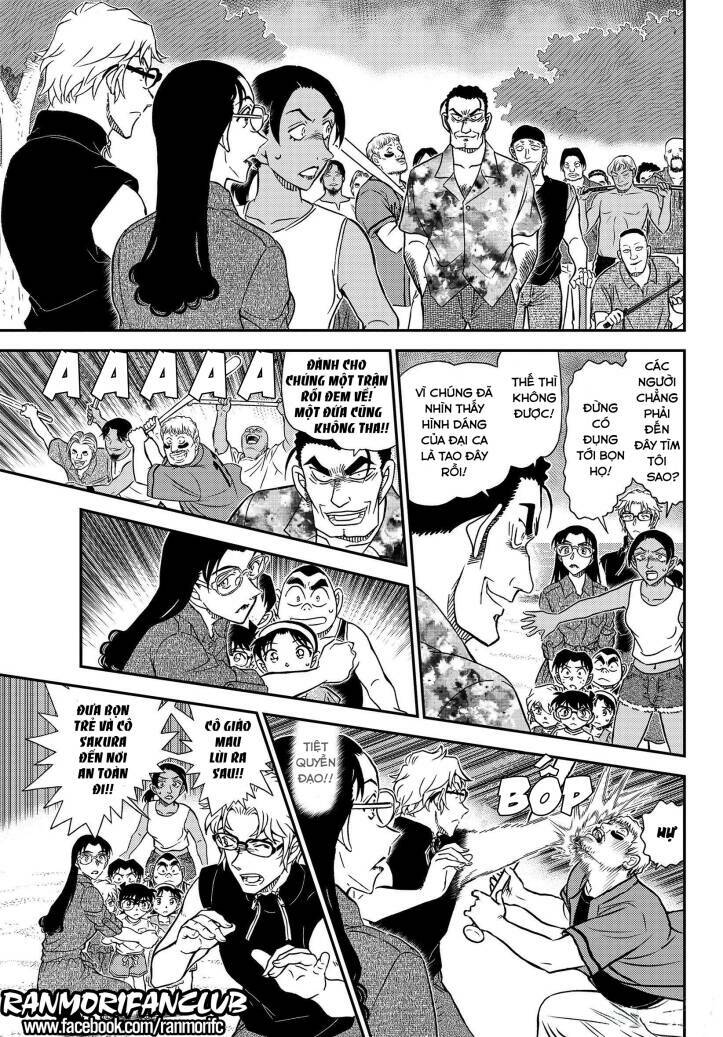 CÁC
NGƯỜI
CHẲNG
PHẢI
ĐẾN
ĐÂY TÌM
TÔI
SAO?
ĐỪNG
CÓ
ĐỤNG
TỚI BỌN
HỌ!
THẾ THÌ
KHÔNG
ĐƯỢC!
VÌ CHÚNG ĐÃ
NHÌN THẤY
HÌNH DÁNG
CỦA ĐẠI CA
LÀ TAO ĐÂY
RỒI!
ĐÁNH CHO
CHÚNG MỘT TRẬN
RỒI ĐEM VỀ!
MỘT ĐỨA CŨNG
KHÔNG THA!!
A A A A A
HỰ
BỐP
TIỆT
QUYỀN
ĐẠO!!
CÔ GIÁO
MAU
LÙI RA
SAU!!
ĐƯA BỌN
TRẺ VÀ CÔ
SAKURA
ĐẾN NƠI
AN TOÀN
ĐI!!
RANMORIFANCLUB
www.facebook.com/ranmorifc